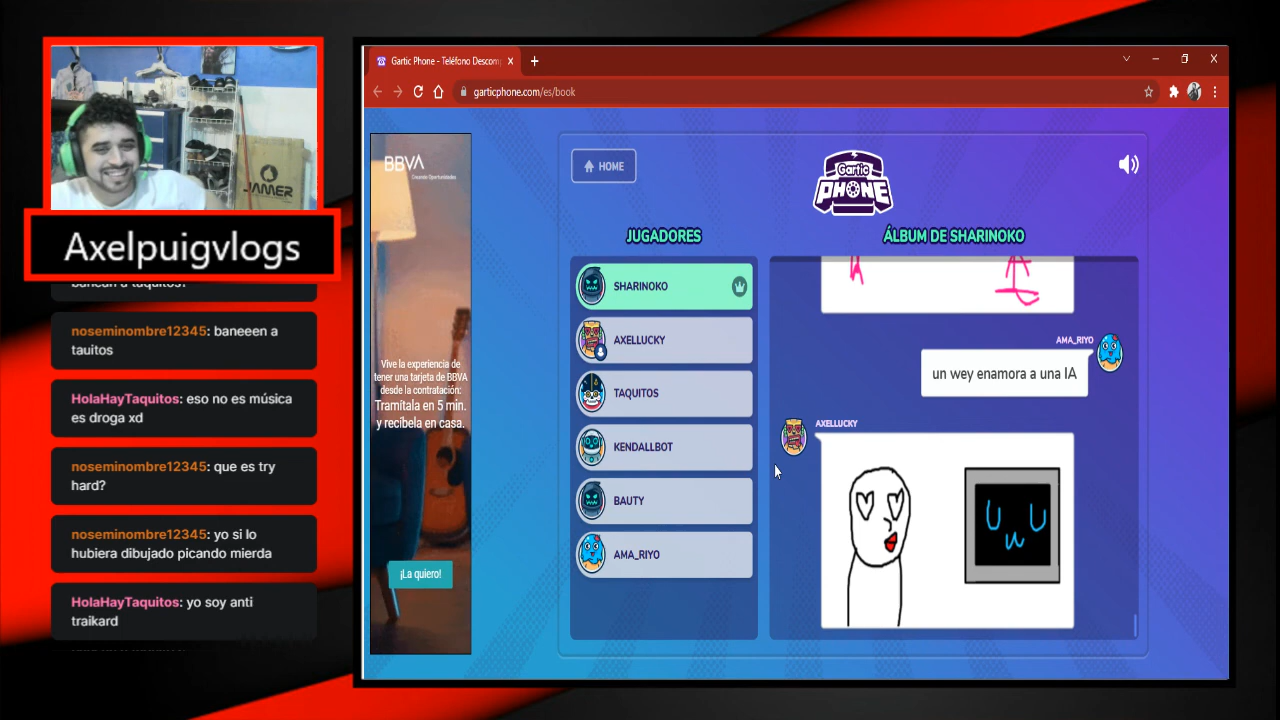 JAMER
Axelpuigvlogs
noseminombre12345: baneeen a
tauitos
HolaHayTaquitos: eso no es música
es droga xd
noseminombre12345: que es try
hard?
noseminombre12345: yo si lo
hubiera dibujado picando mierda
HolaHayTaquitos: yo soy anti
traikard
Gartic Phone - Teléfono Descomp
garticphone.com/es/book
BBVA
Creando Oportunidades
Vive la experiencia de
tener una tarjeta de BBVA
desde la contratación:
Tramítala en 5 min.
y recíbela en casa.
¡La quiero!
HOME
Gartic
PHONE
JUGADORES
SHARINOKO
AXELLUCKY
TAQUITOS
KENDALLBOT
BAUTY
AMA_RIYO
ÁLBUM DE SHARINOKO
AMA_RIYO
un wey enamora a una IA
AXELLUCKY
U U
u